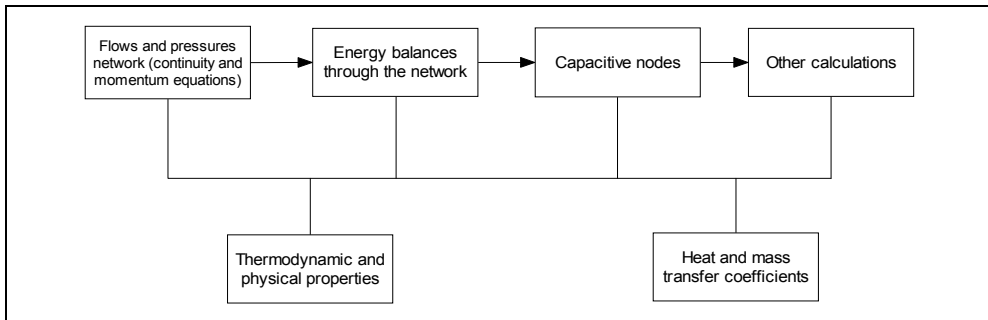 Flows and pressures
network (continuity and
momentum equations)
Energy balances
through the network
Capacitive nodes
Other calculations
Thermodynamic and
physical properties
Heat and mass
transfer coefficients